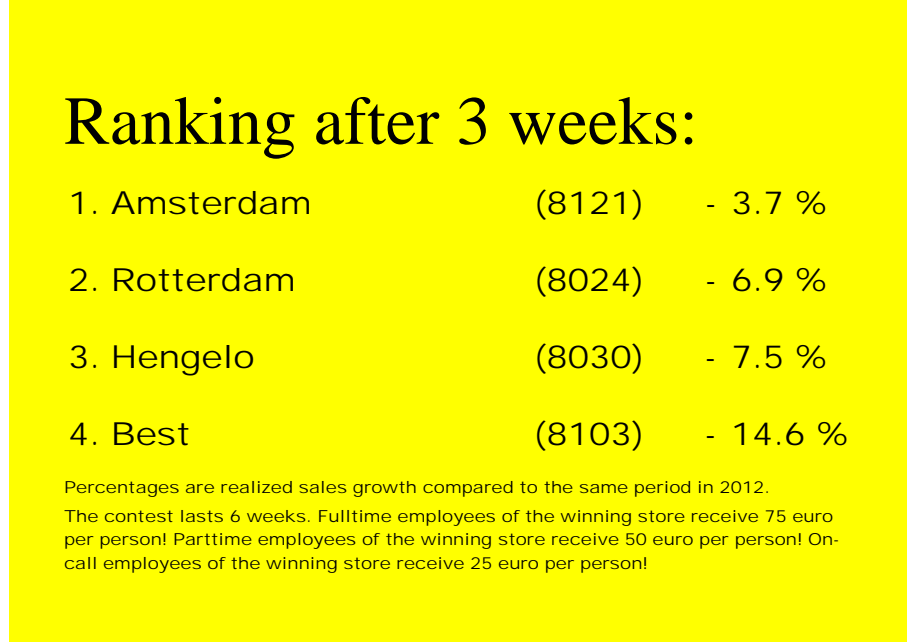 Ranking after 3 weeks:
1. Amsterdam (8121) - 3.7 %
2. Rotterdam (8024) - 6.9 %
3. Hengelo (8030) - 7.5 %
4. Best (8103) - 14.6 %
Percentages are realized sales growth compared to the same period in 2012.
The contest lasts 6 weeks. Fulltime employees of the winning store receive 75 euro
per person! Parttime employees of the winning store receive 50 euro per person! On-
call employees of the winning store receive 25 euro per person!